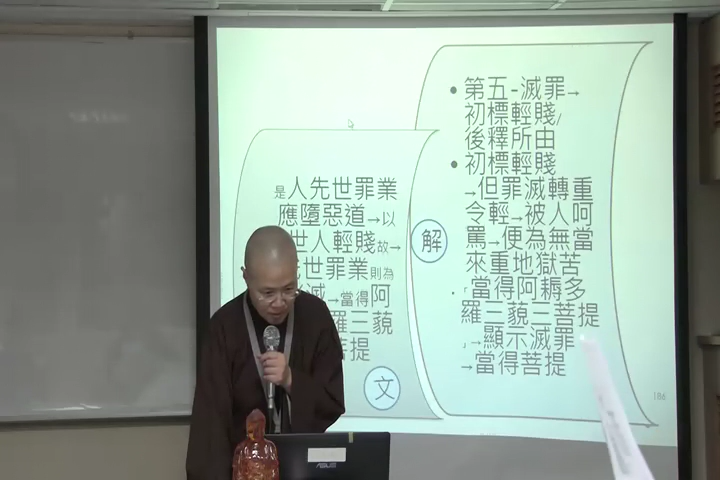 第五-滅罪→
初標輕賤/
後釋所由
初標輕賤
→但罪滅轉重
令輕→被人呵
罵→便為無當
來重地獄苦
「當得阿耨多
羅三藐三菩提
」→顯示滅罪
→當得菩提
解
是人先世罪業
應墮惡道→以
世人輕賤故→
世罪業則為
滅→當得阿
羅三藐
菩提
文
186
ASUS